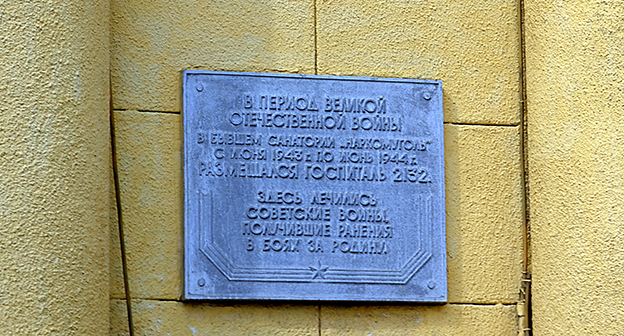 В ПЕРИОД ВЕЛИКОЙ
ОТЕЧЕСТВЕННОЙ ВОЙНЫ
В БЫВШЕМ САНАТОРИИ „НАРКОМУГОЛЬ"
С ИЮНЯ 1943 г. ПО ИЮНЬ 1944 г.
РАЗМЕЩАЛСЯ ГОСПИТАЛЬ 2132.
ЗДЕСЬ ЛЕЧИЛИСЬ
СОВЕТСКИЕ ВОИНЫ,
ПОЛУЧИВШИЕ РАНЕНИЯ
В БОЯХ ЗА РОДИНУ.